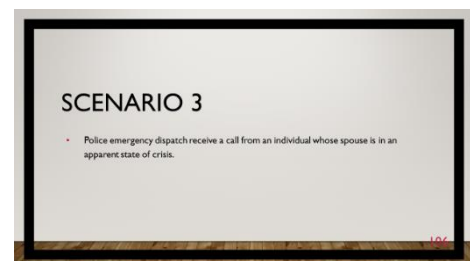 SCENARIO 3
• Police emergency dispatch receive a call from an individual whose spouse is in an
apparent state of crisis.
106